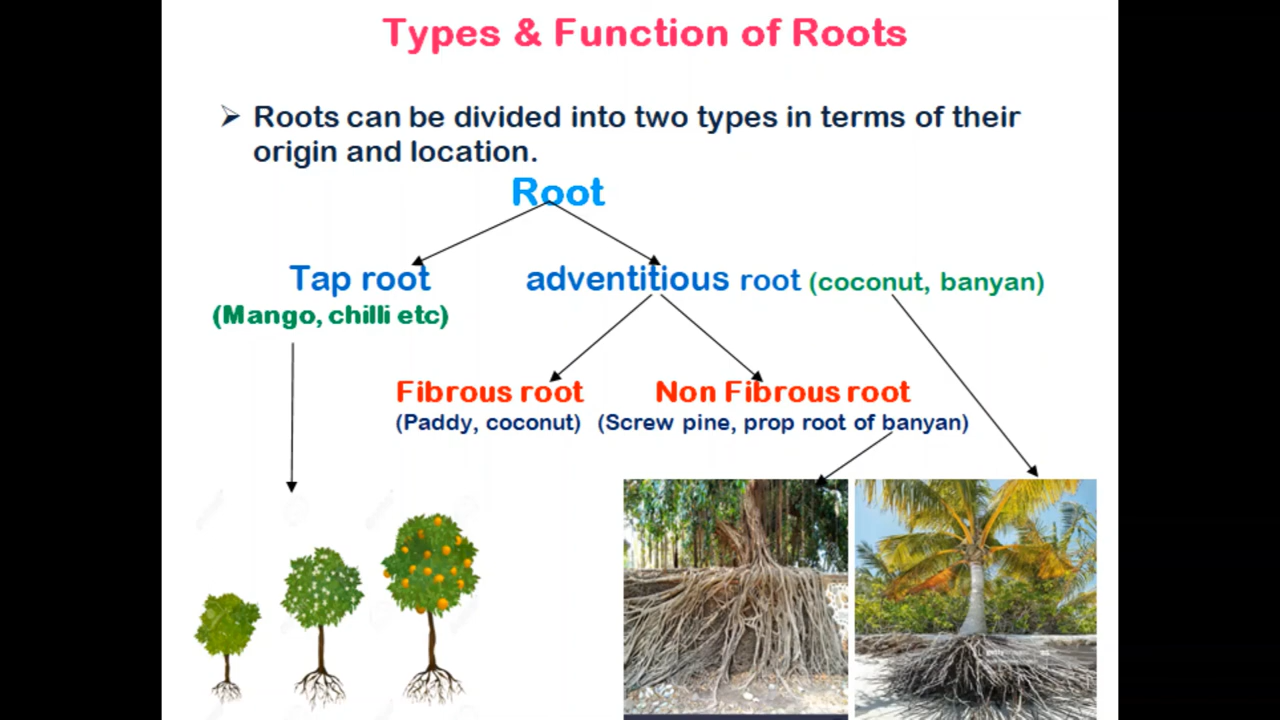 Types & Function of Roots
Roots can be divided into two types in terms of their
origin and location.
Root
Tap root
adventitious root (coconut, banyan)
(Mango, chilli etc)
Fibrous root
Non Fibrous root
(Paddy, coconut)
(Screw pine, prop root of banyan)